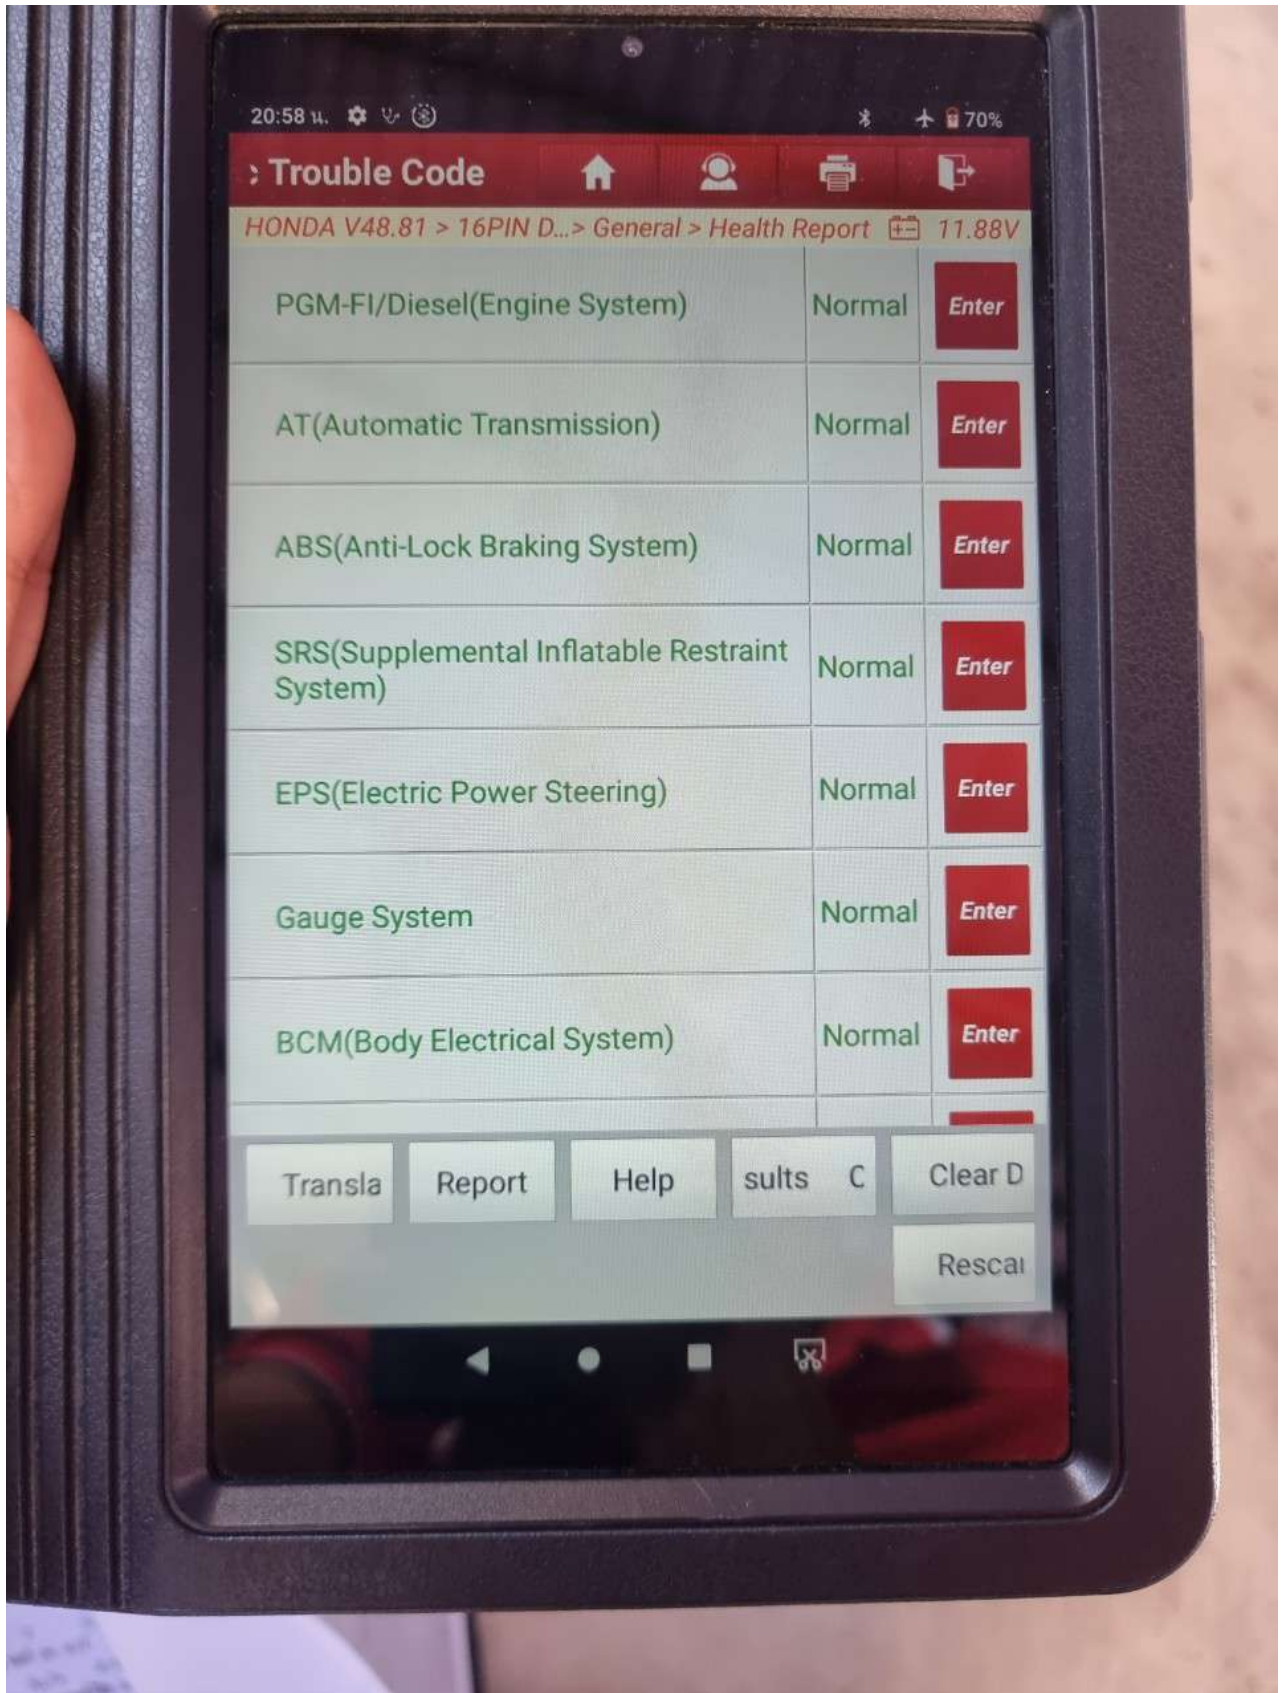 20:58 น. 70%
: Trouble Code
HONDA V48.81 > 16PIN D...> General > Health Report 11.88V
PGM-FI/Diesel(Engine System) Normal Enter
AT(Automatic Transmission) Normal Enter
ABS(Anti-Lock Braking System) Normal Enter
SRS(Supplemental Inflatable Restraint
System) Normal Enter
EPS(Electric Power Steering) Normal Enter
Gauge System Normal Enter
BCM(Body Electrical System) Normal Enter
Transla Report Help sults C Clear D
Rescan